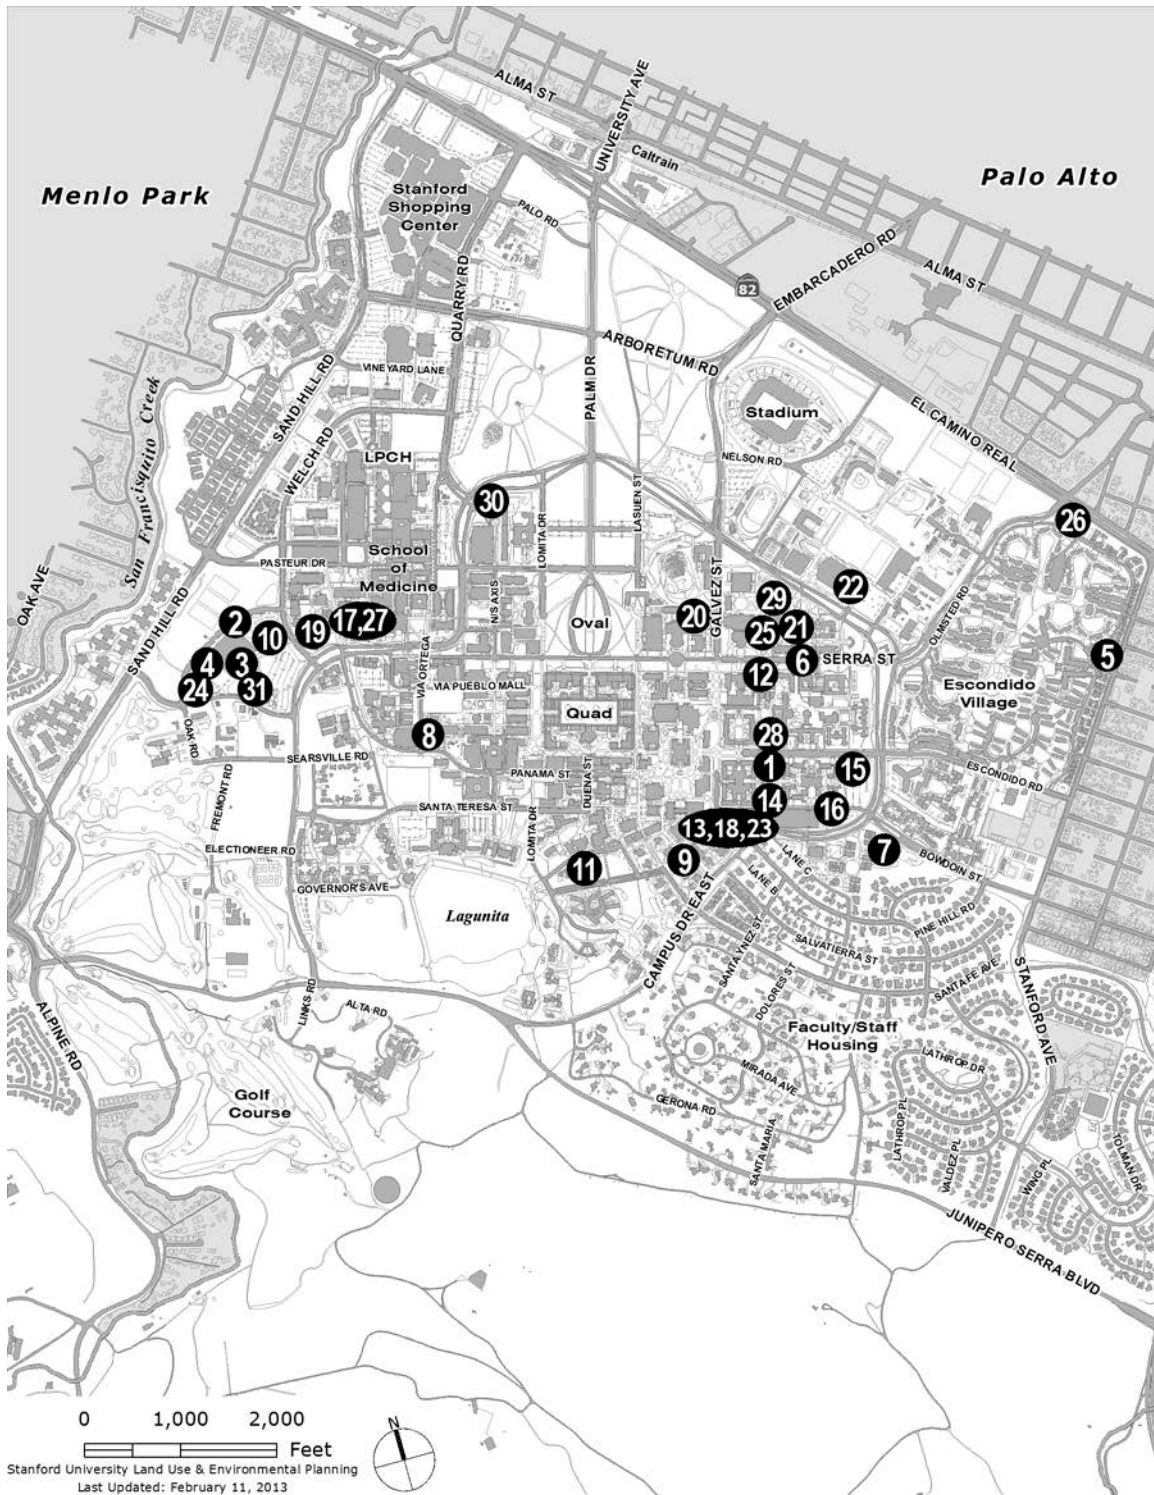 ALMA ST
UNIVERSITY AVE
Caltrain
Menlo Park
Palo Alto
Stanford
Shopping
Center
PALO RD
QUARRY RD
EMBARCADERO RD
ALMA ST
82
ARBORETUM RD
PALM DR
VINEYARD LANE
SAND HILL RD
San Francisquito Creek
Stadium
EL CAMINO REAL
WELCH RD
LPCH
NELSON RD
LASUEN ST
30
LOMITA DR
26
School
of
Medicine
PASTEUR DR
OAK AVE
SAND HILL RD
N/S AXIS
GALVEZ ST
22
OLMSTED RD
29
2
10
19
17,27
Oval
20
25
21
5
4
3
VIA ORTEGA
6
SERRA ST
24
31
VIA PUEBLO MALL
12
Escondido
Village
OAK RD
8
Quad
28
SEARSVILLE RD
PANAMA ST
DUENA ST
1
15
ESCONDIDO RD
FREMONT RD
SANTA TERESA ST
14
16
13,18,23
ELECTIONEER RD
LOMITA DR
11
9
LANE C
7
BOWDOIN ST
GOVERNOR'S AVE
LANE B
Lagunita
CAMPUS DR EAST
SANTA YNEZ ST
SALVATIERRA ST
PINE HILL RD
SANTA FE AVE
STANFORD AVE
LINKS RD
ALTA RD
DOLORES ST
Faculty/Staff
Housing
ALPINE RD
LATHROP DR
MIRADA AVE
Golf
Course
GERONA RD
SANTA MARIA
LATHROP PL
VALDEZ PL
WING PL
TOLMAN DR
JUNIPERO SERRA BLVD
0 1,000 2,000
Feet
N
Stanford University Land Use & Environmental Planning
Last Updated: February 11, 2013